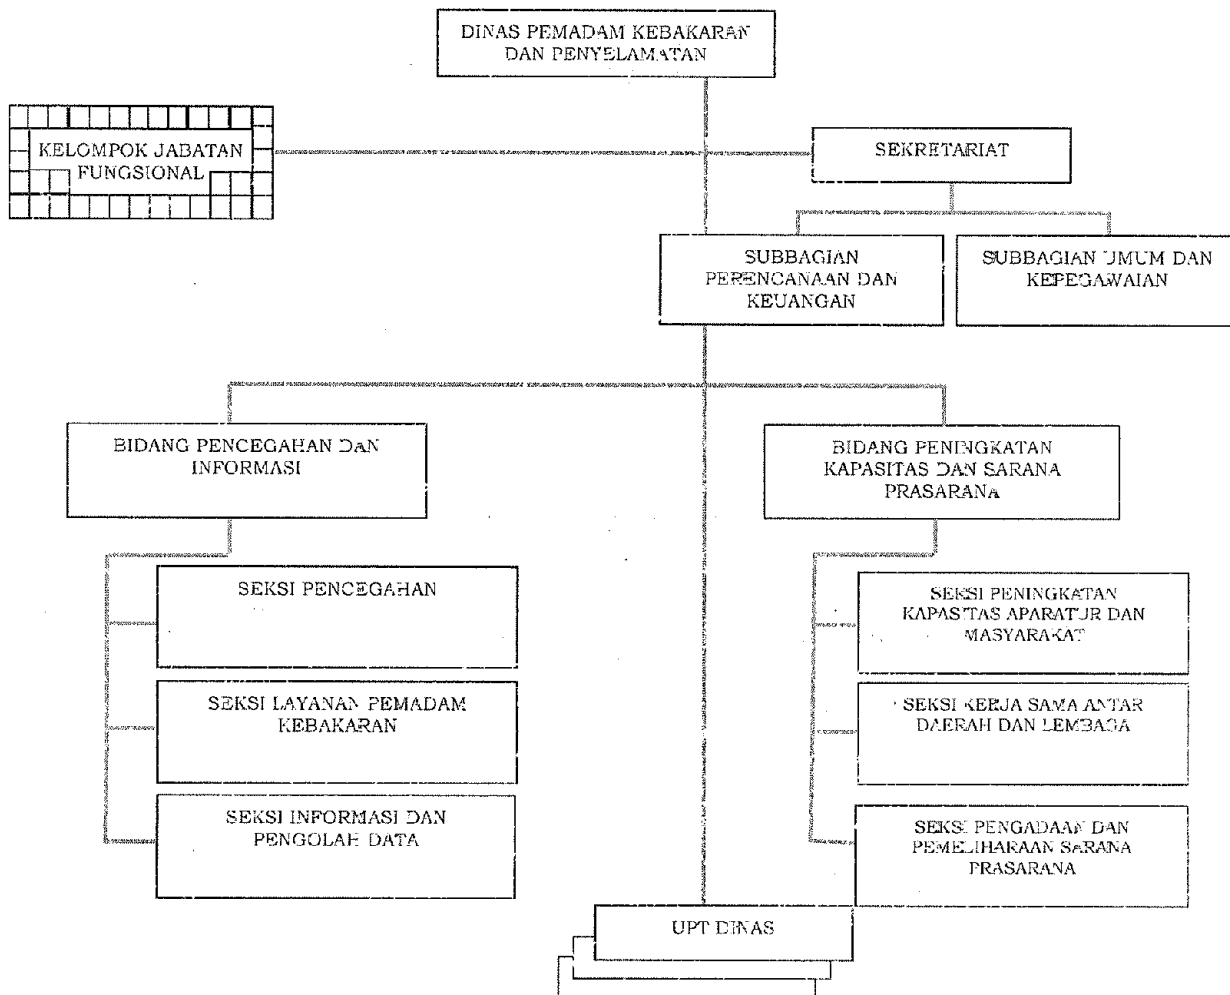 DINAS PEMADAM KEBAKARAN
DAN PENYELAMATAN
KELOMPOK JABATAN
FUNGSIONAL
SEKRETARIAT
SUBBAGIAN
PERENCANAAN DAN
KEUANGAN
SUBBAGIAN UMUM DAN
KEPEGAWAIAN
BIDANG PENCEGAHAN DAN
INFORMASI
BIDANG PENINGKATAN
KAPASITAS DAN SARANA
PRASARANA
SEKSI PENCEGAHAN
SEKSI LAYANAN PEMADAM
KEBAKARAN
SEKSI INFORMASI DAN
PENGOLAH DATA
SEKSI PENINGKATAN
KAPASITAS APARATUR DAN
MASYARAKAT
SEKSI KERJA SAMA ANTAR
DAERAH DAN LEMBAGA
SEKSI PENGADAAN DAN
PEMELIHARAAN SARANA
PRASARANA
UPT DINAS